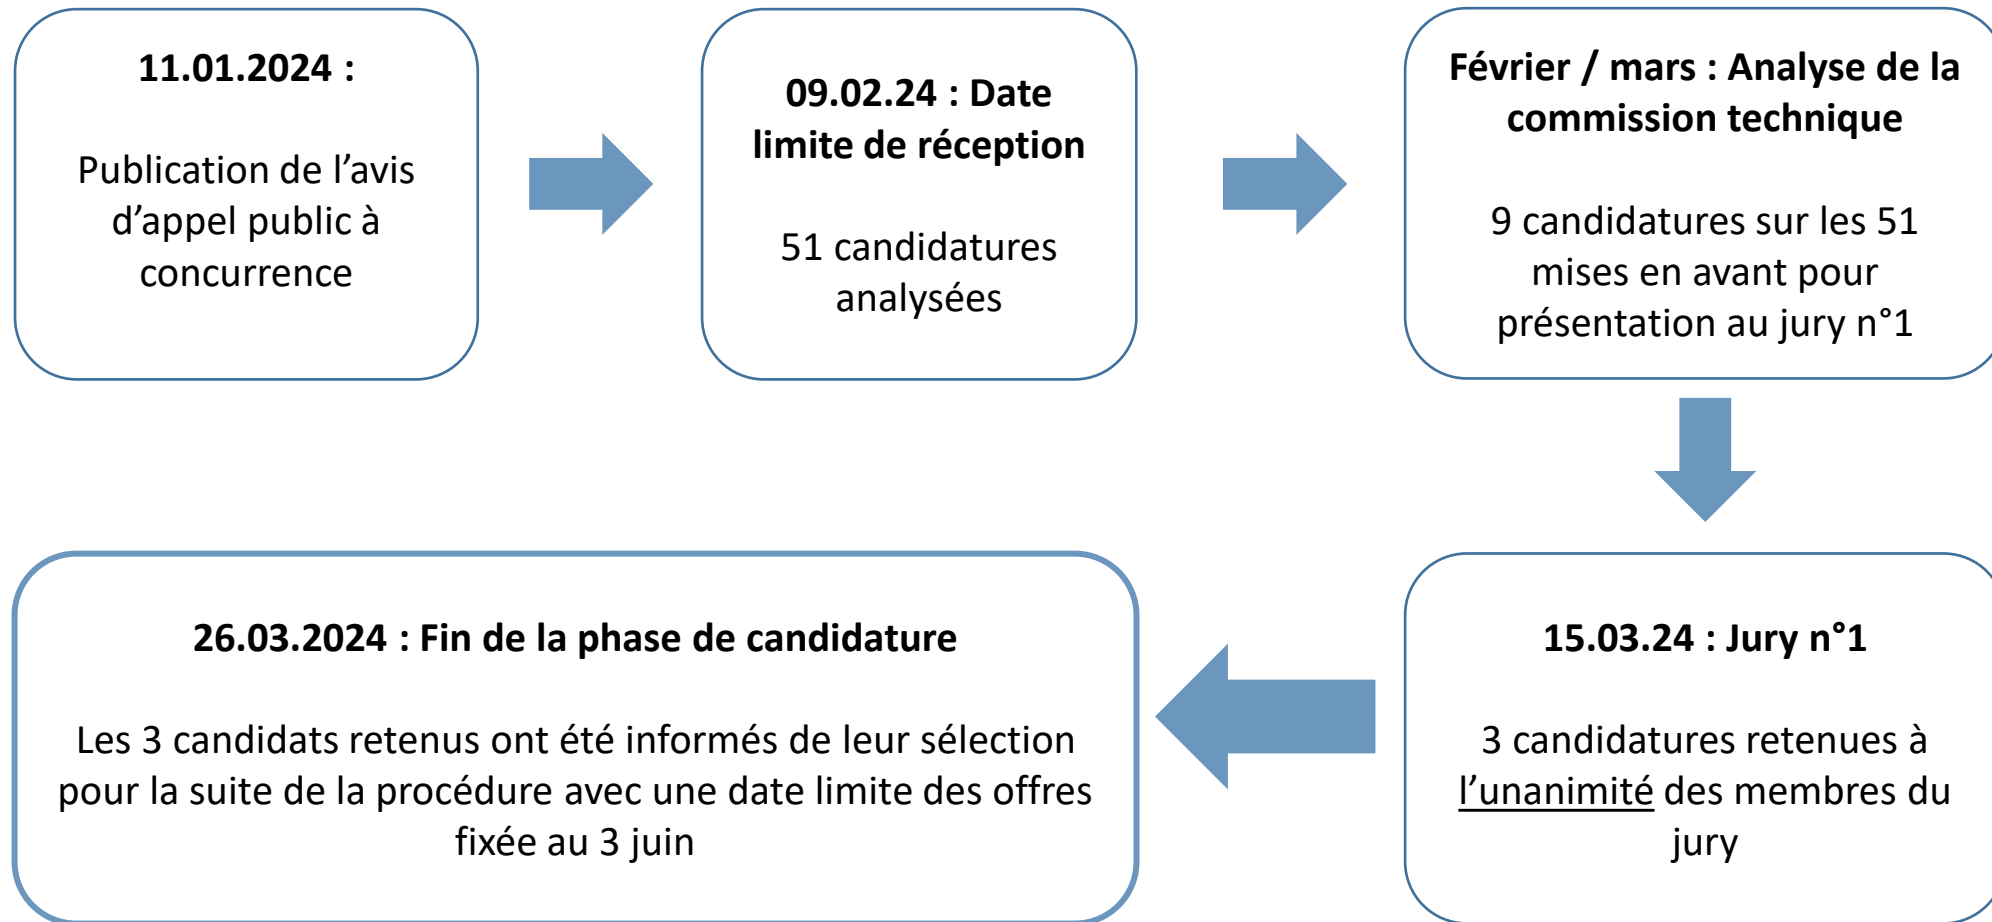 11.01.2024 :
Publication de l’avis
d’appel public à
concurrence
09.02.24 : Date
limite de réception
51 candidatures
analysées
Février / mars : Analyse de la
commission technique
9 candidatures sur les 51
mises en avant pour
présentation au jury n°1
15.03.24 : Jury n°1
3 candidatures retenues à
l’unanimité des membres du
jury
26.03.2024 : Fin de la phase de candidature
Les 3 candidats retenus ont été informés de leur sélection
pour la suite de la procédure avec une date limite des offres
fixée au 3 juin